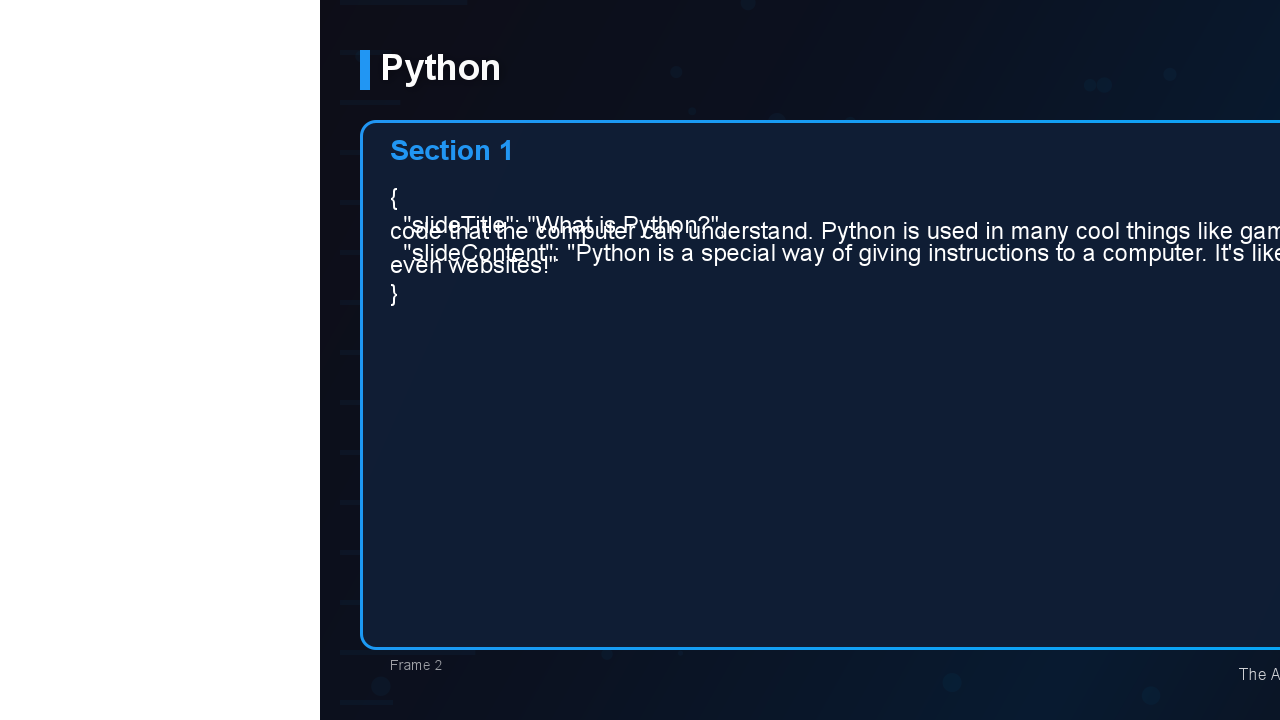 Python
Section 1
{
"slideTitle": "What is Python?",
code that the computer can understand. Python is used in many cool things like gam
"slideContent": "Python is a special way of giving instructions to a computer. It's like
even websites!"
}
Frame 2
The A